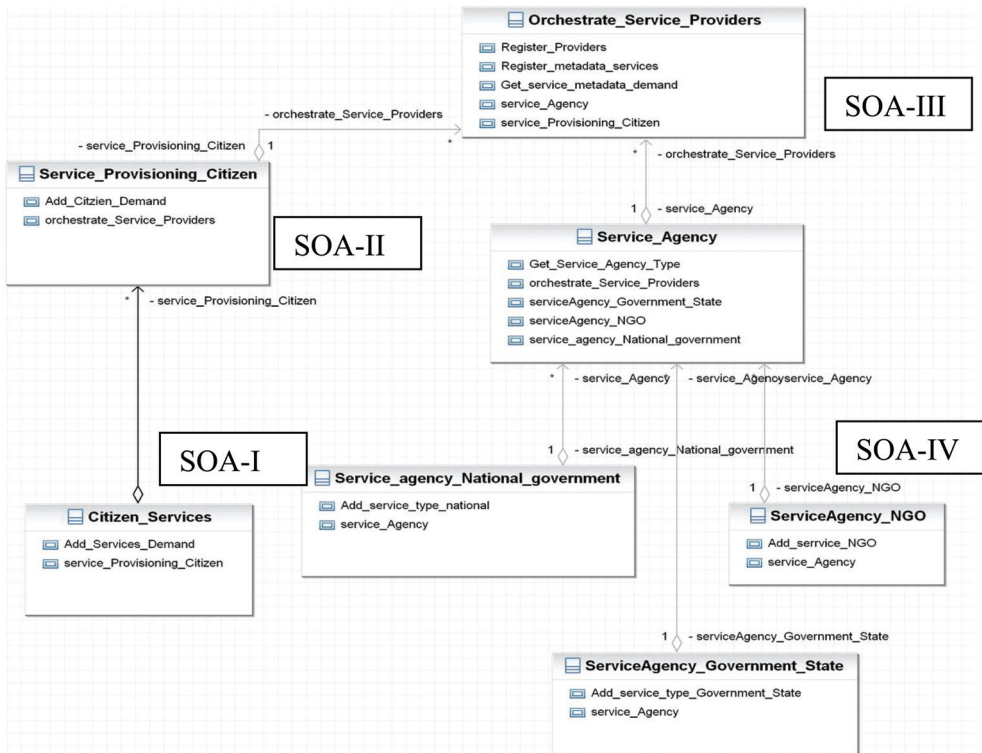 Orchestrate_Service_Providers
Register_Providers
Register_metadata_services
Get_service_metadata_demand
service_Agency
service_Provisioning_Citizen
SOA-III
- orchestrate_Service_Providers
*
- service_Provisioning_Citizen
1
Service_Provisioning_Citizen
Add_Citzien_Demand
orchestrate_Service_Providers
SOA-II
* - orchestrate_Service_Providers
1 - service_Agency
Service_Agency
Get_Service_Agency_Type
orchestrate_Service_Providers
serviceAgency_Government_State
serviceAgency_NGO
service_agency_National_government
* - service_Provisioning_Citizen
* - service_Agency
* - service_Agency
* - service_Agency
SOA-I
SOA-IV
1 - service_agency_National_government
Service_agency_National_government
Add_service_type_national
service_Agency
1 - serviceAgency_NGO
ServiceAgency_NGO
Add_serrvice_NGO
service_Agency
Citizen_Services
Add_Services_Demand
service_Provisioning_Citizen
1 - serviceAgency_Government_State
ServiceAgency_Government_State
Add_service_type_Government_State
service_Agency